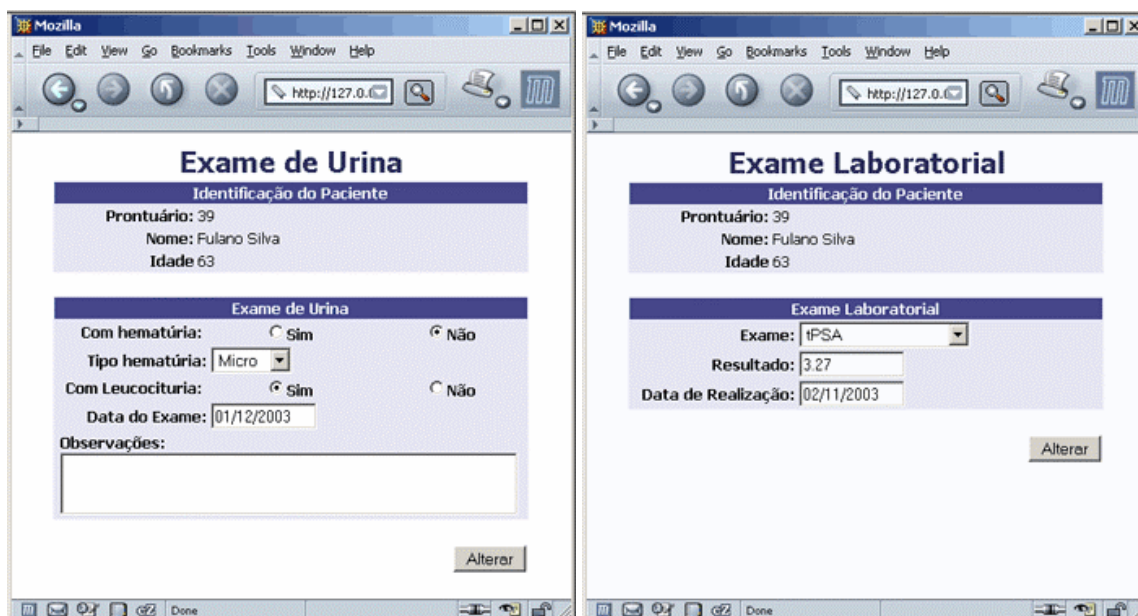 Mozilla
File Edit View Go Bookmarks Tools Window Help
http://127.0.0
Exame de Urina
Identificação do Paciente
Prontuário: 39
Nome: Fulano Silva
Idade 63
Exame de Urina
Com hematúria: Sim Não
Tipo hematúria: Micro
Com Leucocituria: Sim Não
Data do Exame: 01/12/2003
Observações:
Alterar
Done
Mozilla
File Edit View Go Bookmarks Tools Window Help
http://127.0.0
Exame Laboratorial
Identificação do Paciente
Prontuário: 39
Nome: Fulano Silva
Idade 63
Exame Laboratorial
Exame: tPSA
Resultado: 3.27
Data de Realização: 02/11/2003
Alterar
Done